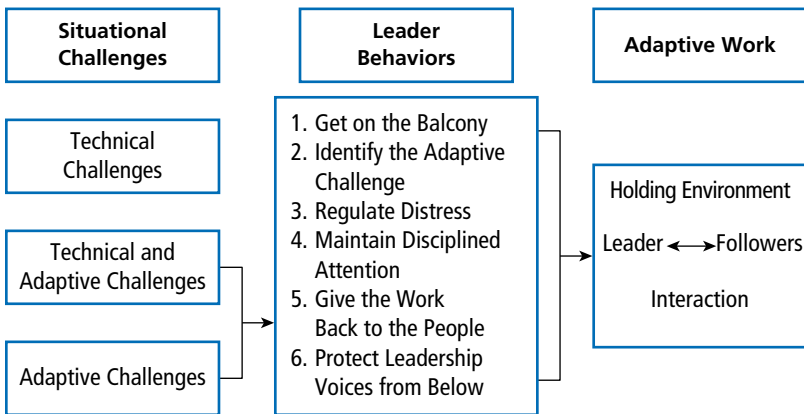 Situational
Challenges
Leader
Behaviors
Adaptive Work
Technical
Challenges
Technical and
Adaptive Challenges
Adaptive Challenges
1. Get on the Balcony
2. Identify the Adaptive
Challenge
3. Regulate Distress
4. Maintain Disciplined
Attention
5. Give the Work
Back to the People
6. Protect Leadership
Voices from Below
Holding Environment
Leader Followers
Interaction